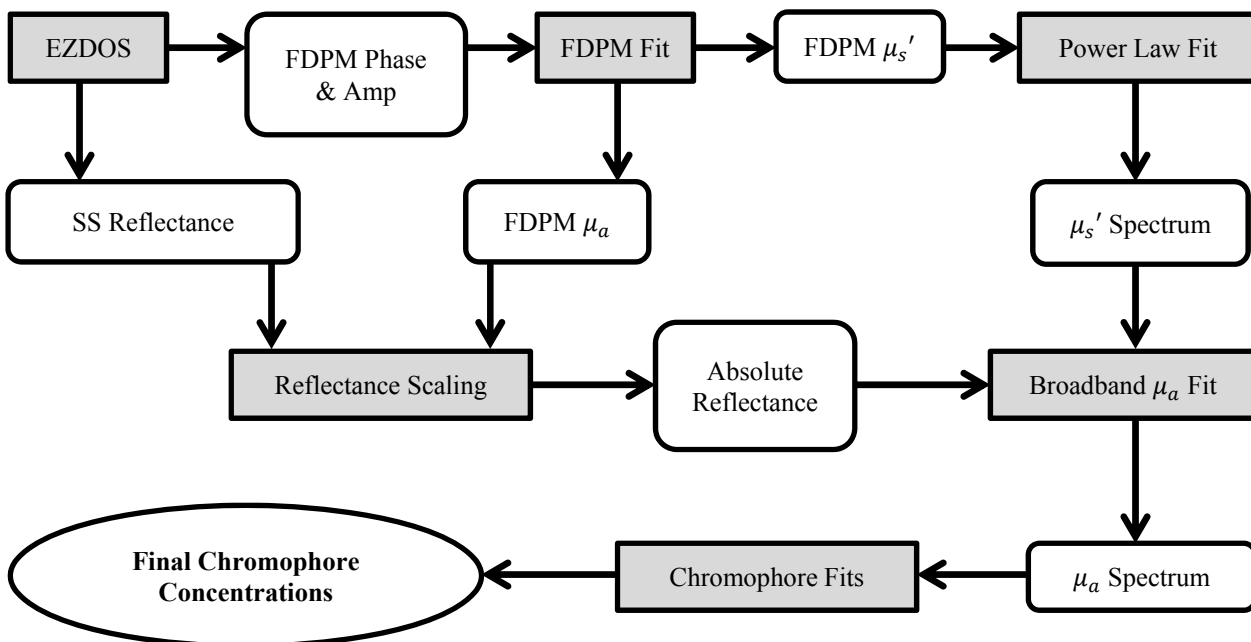 EZDOS
FDPM Phase
& Amp
FDPM Fit
FDPM μₛ′
Power Law Fit
SS Reflectance
FDPM μₐ
μₛ′ Spectrum
Reflectance Scaling
Absolute
Reflectance
Broadband μₐ Fit
Final Chromophore
Concentrations
Chromophore Fits
μₐ Spectrum